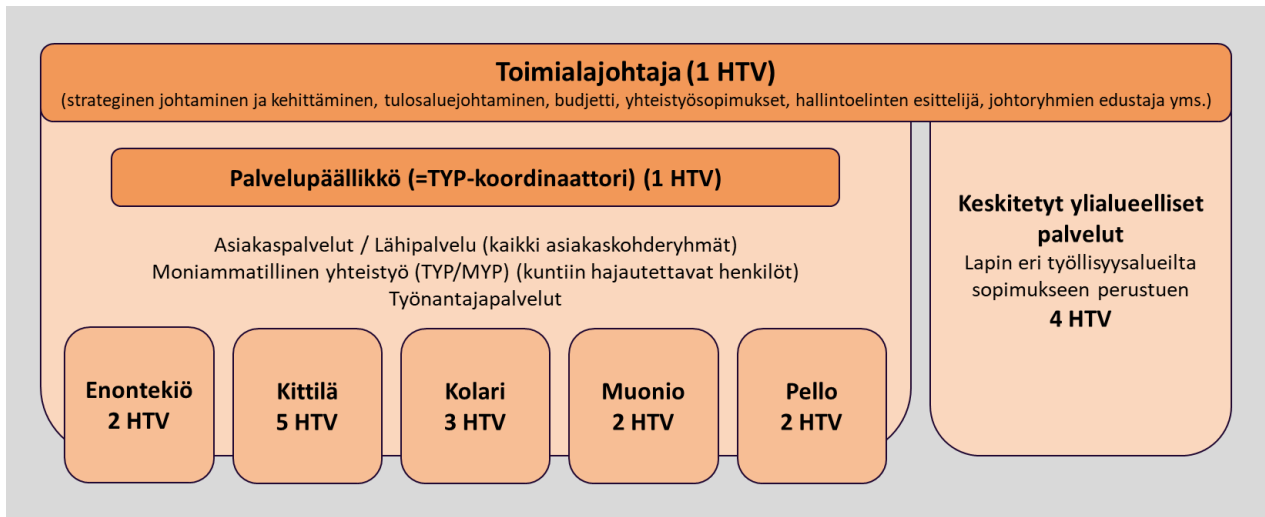 Toimialajohtaja (1 HTV)
(strateginen johtaminen ja kehittäminen, tulosaluejohtaminen, budjetti, yhteistyösopimukset, hallintoelinten esittelijä, johtoryhmien edustaja yms.)
Palvelupäällikkö (=TYP-koordinaattori) (1 HTV)
Asiakaspalvelut / Lähipalvelu (kaikki asiakaskohderyhmät)
Moniammatillinen yhteistyö (TYP/MYP) (kuntiin hajautettavat henkilöt)
Työnantajapalvelut
Enontekiö
2 HTV
Kittilä
5 HTV
Kolari
3 HTV
Muonio
2 HTV
Pello
2 HTV
Keskitetyt ylialueelliset
palvelut
Lapin eri työllisyysalueilta
sopimukseen perustuen
4 HTV